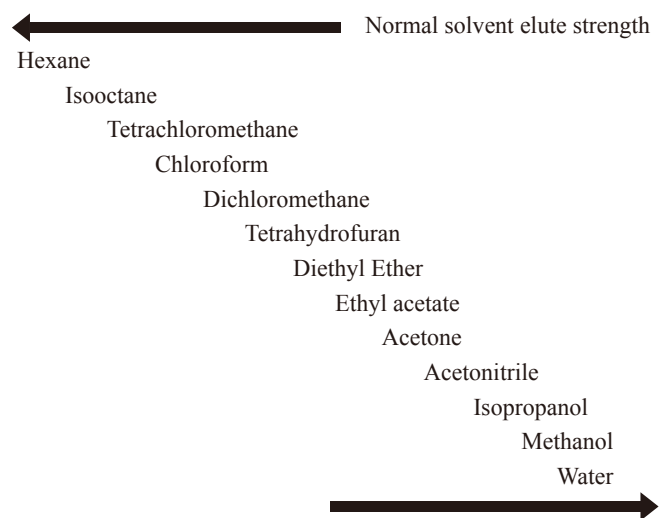 Normal solvent elute strength
Hexane
Isooctane
Tetrachloromethane
Chloroform
Dichloromethane
Tetrahydrofuran
Diethyl Ether
Ethyl acetate
Acetone
Acetonitrile
Isopropanol
Methanol
Water